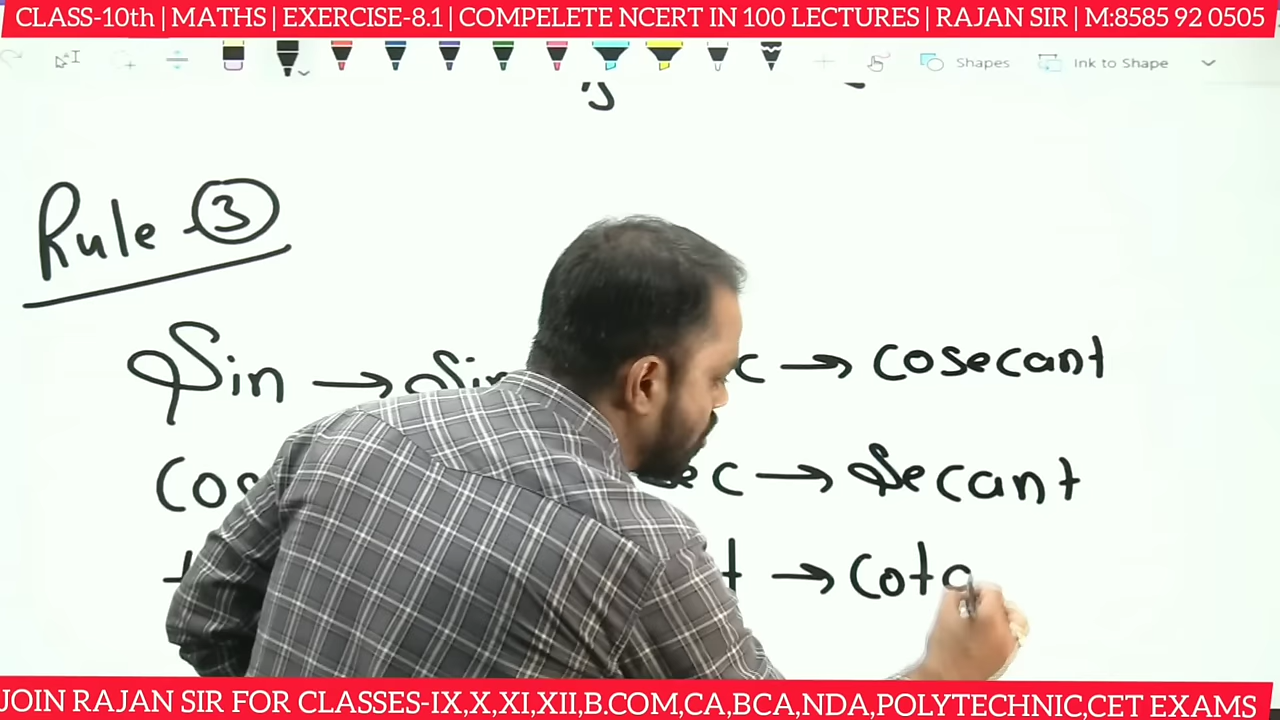 CLASS-10th | MATHS | EXERCISE-8.1 | COMPELETE NCERT IN 100 LECTURES | RAJAN SIR | M:8585 92 0505
Shapes Ink to Shape
Rule - 3
Sin → Sin c → cosecant
Cos ec → Secant
t t → Cota
JOIN RAJAN SIR FOR CLASSES-IX,X,XI,XII,B.COM,CA,BCA,NDA,POLYTECHNIC,CET EXAMS